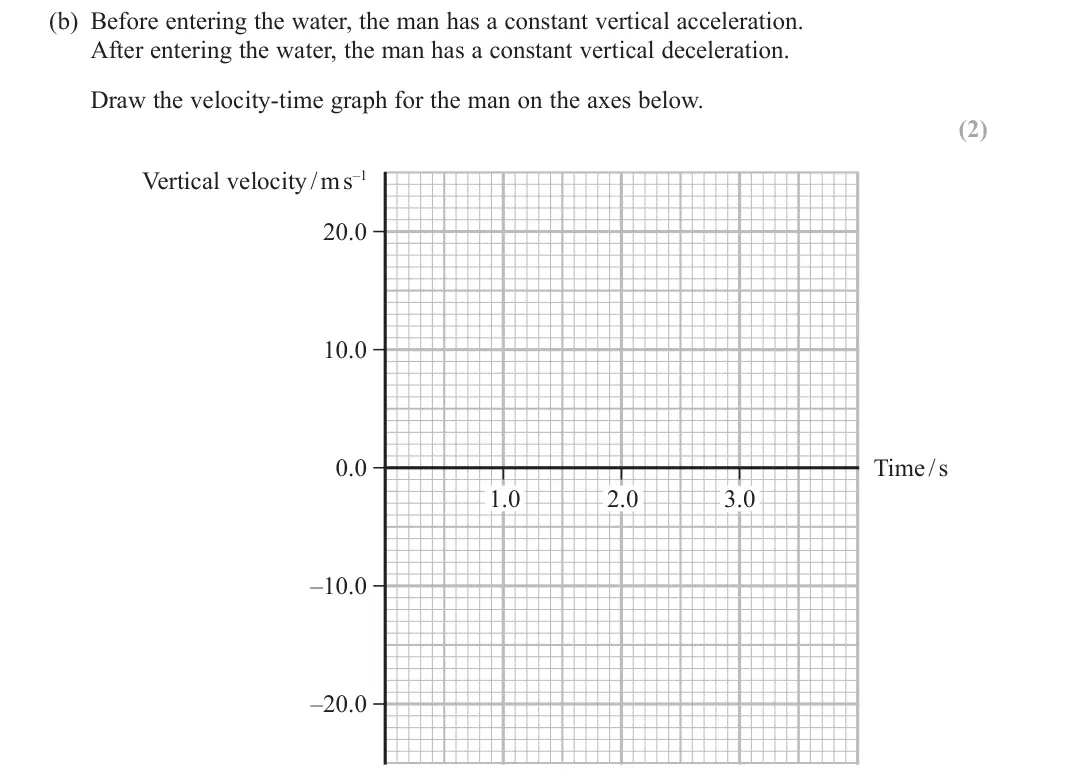 (b) Before entering the water, the man has a constant vertical acceleration.
After entering the water, the man has a constant vertical deceleration.
Draw the velocity-time graph for the man on the axes below.
(2)
Vertical velocity / m s⁻¹
20.0
10.0
0.0
Time / s
1.0 2.0 3.0
–10.0
–20.0